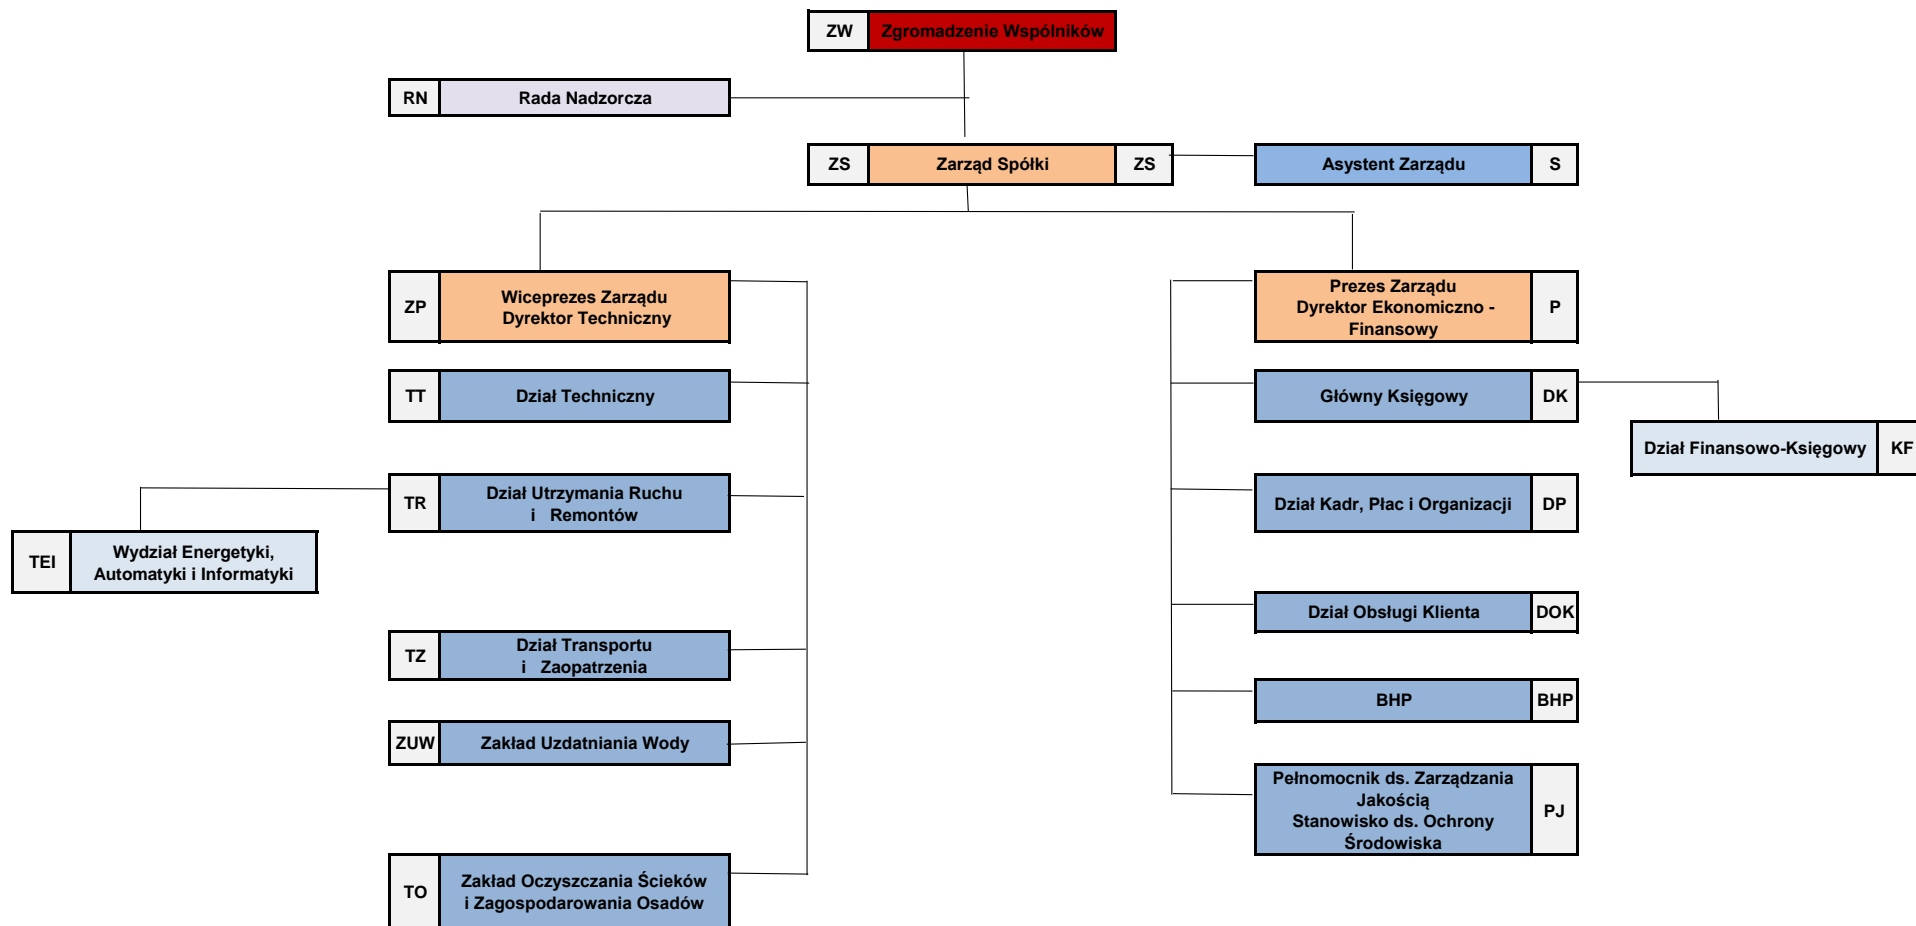 ZW Zgromadzenie Wspólników
RN Rada Nadzorcza
ZS Zarząd Spółki ZS
Asystent Zarządu S
ZP Wiceprezes Zarządu
Dyrektor Techniczny
Prezes Zarządu
Dyrektor Ekonomiczno -
Finansowy
P
TT Dział Techniczny
Główny Księgowy DK
Dział Finansowo-Księgowy KF
TR Dział Utrzymania Ruchu
i Remontów
Dział Kadr, Płac i Organizacji DP
TEI Wydział Energetyki,
Automatyki i Informatyki
Dział Obsługi Klienta DOK
TZ Dział Transportu
i Zaopatrzenia
BHP BHP
ZUW Zakład Uzdatniania Wody
Pełnomocnik ds. Zarządzania
Jakością
Stanowisko ds. Ochrony
Środowiska
PJ
TO Zakład Oczyszczania Ścieków
i Zagospodarowania Osadów